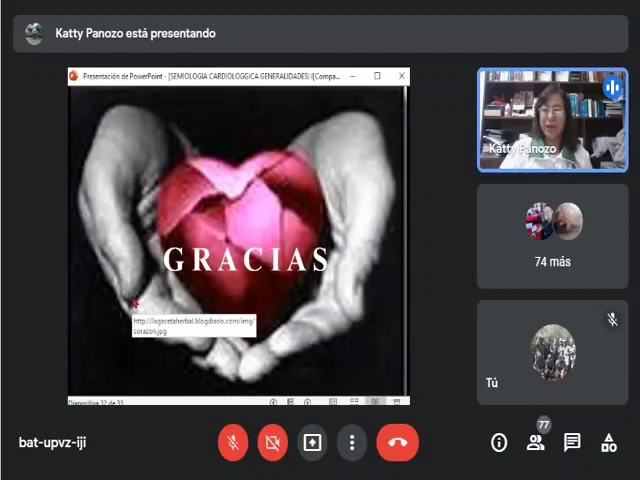 Katty Panozo está presentando
Presentación de PowerPoint - [SEMIOLOGIA CARDIOLOGGICA GENERALIDADES! [Compa...
Katty Panozo
GRACIAS
http://lagacetaherbal.blogdiario.com/img/
corazon.jpg
74 más
Diapositiva 32 de 33
Tú
bat-upvz-iji
77